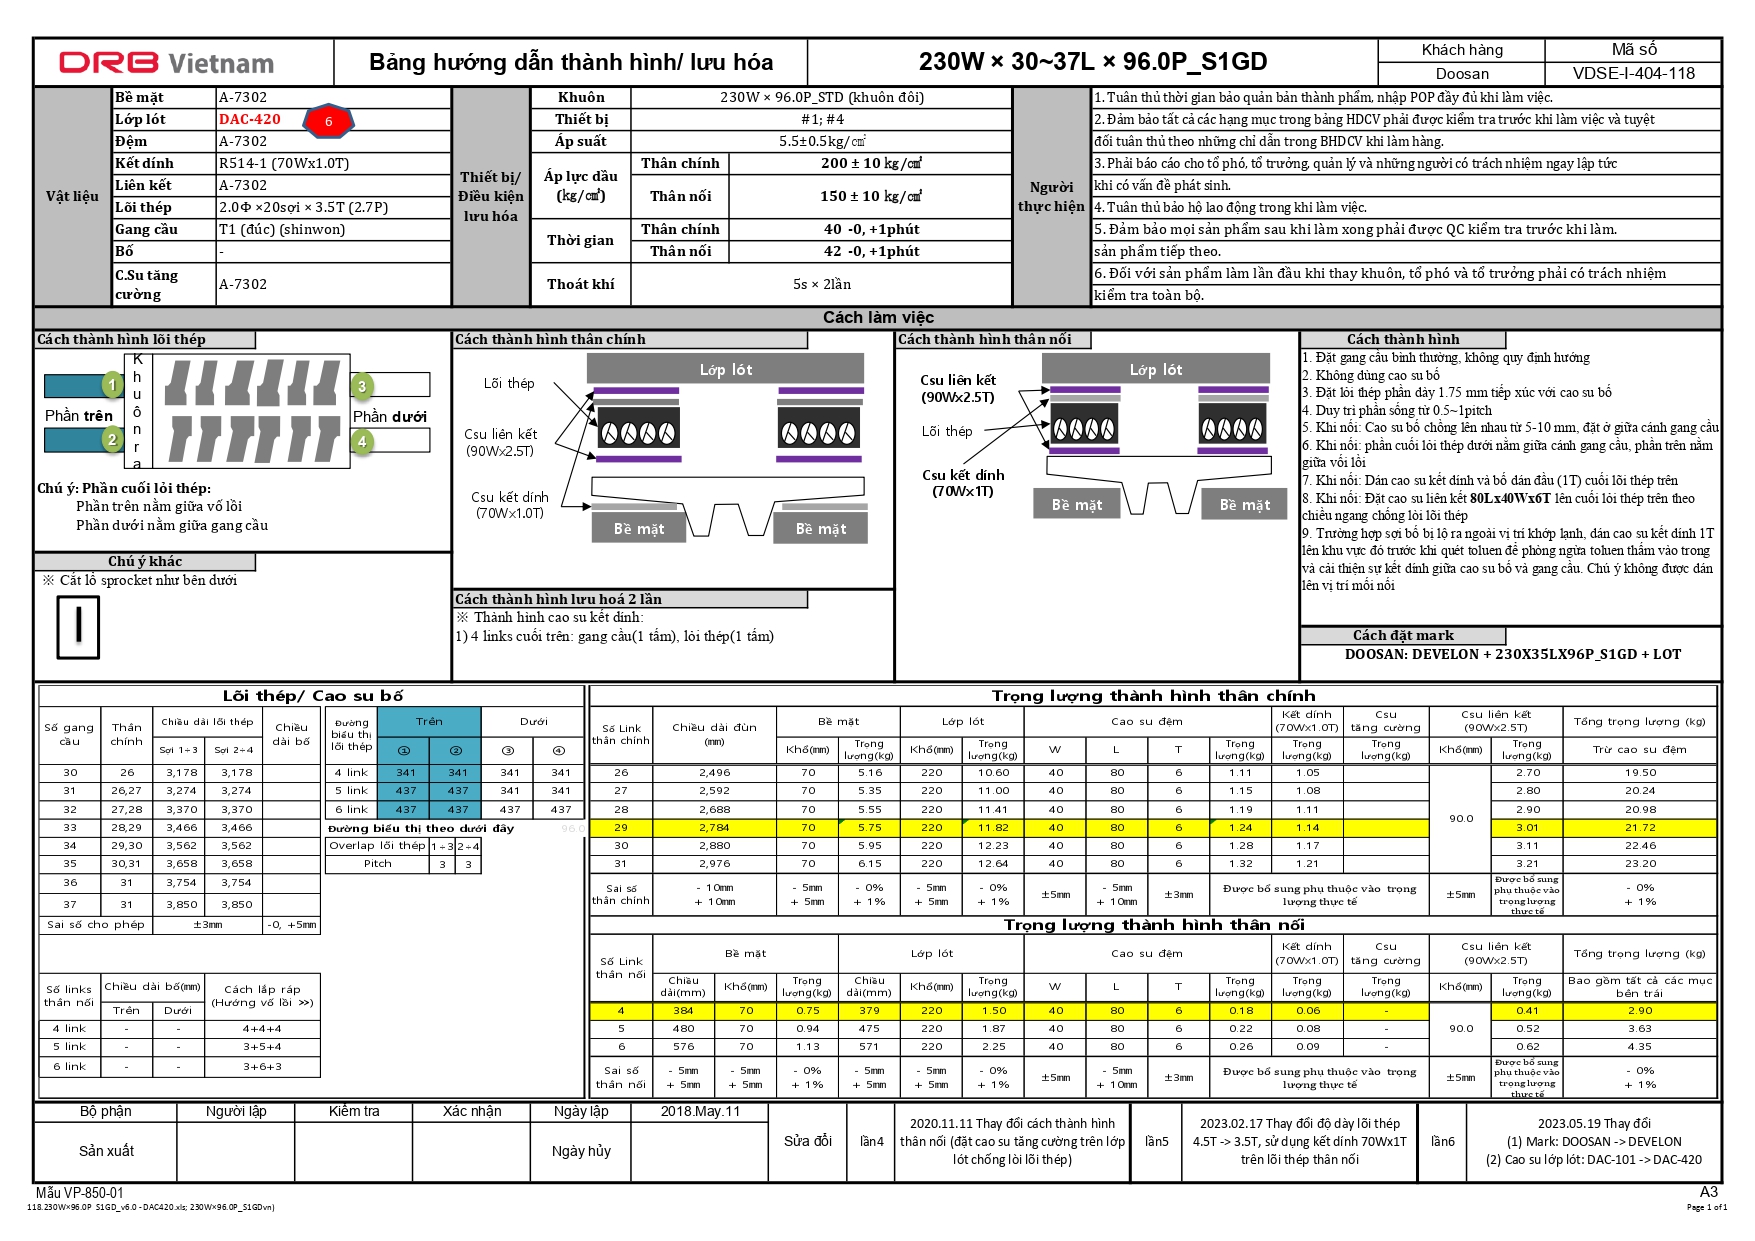 DRB Vietnam
Bảng hướng dẫn thành hình/ lưu hóa
230W × 30~37L × 96.0P_S1GD
Khách hàng
Mã số
Doosan
VDSE-I-404-118
Vật liệu
Bề mặt A-7302
Lớp lót DAC-420 6
Đệm A-7302
Kết dính R514-1 (70Wx1.0T)
Liên kết A-7302
Lõi thép 2.0Φ ×20sợi × 3.5T (2.7P)
Gang cầu T1 (đúc) (shinwon)
Bố -
C.Su tăng cường A-7302
Thiết bị/
Điều kiện
lưu hóa
Khuôn 230W × 96.0P_STD (khuôn đôi)
Thiết bị #1; #4
Áp suất 5.5±0.5kg/㎠
Áp lực dầu (kg/㎠)
Thân chính 200 ± 10 kg/㎠
Thân nối 150 ± 10 kg/㎠
Thời gian
Thân chính 40 -0, +1phút
Thân nối 42 -0, +1phút
Thoát khí 5s × 2lần
Người
thực hiện
1. Tuân thủ thời gian bảo quản bản thành phẩm, nhập POP đầy đủ khi làm việc.
2. Đảm bảo tất cả các hạng mục trong bảng HDCV phải được kiểm tra trước khi làm việc và tuyệt
đối tuân thủ theo những chỉ dẫn trong BHDCV khi làm hàng.
3. Phải báo cáo cho tổ phó, tổ trưởng, quản lý và những người có trách nhiệm ngay lập tức
khi có vấn đề phát sinh.
4. Tuân thủ bảo hộ lao động trong khi làm việc.
5. Đảm bảo mọi sản phẩm sau khi làm xong phải được QC kiểm tra trước khi làm.
sản phẩm tiếp theo.
6. Đối với sản phẩm làm lần đầu khi thay khuôn, tổ phó và tổ trưởng phải có trách nhiệm
kiểm tra toàn bộ.
Cách làm việc
Cách thành hình lõi thép
Khuôn ra
1
2
3
4
Phần trên
Phần dưới
Chú ý: Phần cuối lõi thép:
Phần trên nằm giữa vố lồi
Phần dưới nằm giữa gang cầu
Chú ý khác
※ Cắt lổ sprocket như bên dưới
Cách thành hình thân chính
Lớp lót
Lõi thép
Csu liên kết
(90Wx2.5T)
Csu kết dính
(70Wx1.0T)
Bề mặt
Bề mặt
Cách thành hình lưu hoá 2 lần
※ Thành hình cao su kết dính:
1) 4 links cuối trên: gang cầu(1 tấm), lỏi thép(1 tấm)
Cách thành hình thân nối
Lớp lót
Csu liên kết
(90Wx2.5T)
Lõi thép
Csu kết dính
(70Wx1T)
Bề mặt
Bề mặt
Cách thành hình
1. Đặt gang cầu bình thường, không quy định hướng
2. Không dùng cao su bố
3. Đặt lỏi thép phần dày 1.75 mm tiếp xúc với cao su bố
4. Duy trì phần sống từ 0.5~1pitch
5. Khi nối: Cao su bố chồng lên nhau từ 5-10 mm, đặt ở giữa cánh gang cầu
6. Khi nối: phần cuối lỏi thép dưới nằm giữa cánh gang cầu, phần trên nằm
giữa vối lồi
7. Khi nối: Dán cao su kết dính và bố dán đầu (1T) cuối lõi thép trên
8. Khi nối: Đặt cao su liên kết 80Lx40Wx6T lên cuối lỏi thép trên theo
chiều ngang chống lòi lõi thép
9. Trường hợp sợi bố bị lộ ra ngoài vị trí khớp lạnh, dán cao su kết dính 1T
lên khu vực đó trước khi quét toluen để phòng ngừa toluen thấm vào trong
và cải thiện sự kết dính giữa cao su bố và gang cầu. Chú ý không được dán
lên vị trí mối nối
Cách đặt mark
DOOSAN: DEVELON + 230X35LX96P_S1GD + LOT
Lõi thép/ Cao su bố
Số gang cầu | Thân chính | Chiều dài lõi thép | Chiều dài bố
Sợi 1÷3 | Sợi 2÷4
30 26 3,178 3,178
31 26,27 3,274 3,274
32 27,28 3,370 3,370
33 28,29 3,466 3,466
34 29,30 3,562 3,562
35 30,31 3,658 3,658
36 31 3,754 3,754
37 31 3,850 3,850
Sai số cho phép ±3mm -0, +5mm
Đường biểu thị lõi thép | Trên | Dưới
① ② ③ ④
4 link 341 341 341 341
5 link 437 437 341 341
6 link 437 437 437 437
Đường biểu thị theo dưới đây 96.0
Overlap lõi thép 1÷3 2÷4
Pitch 3 3
Số links thân nối | Chiều dài bố(mm) | Cách lắp ráp (Hướng vố lồi >>)
Trên | Dưới
4 link - - 4+4+4
5 link - - 3+5+4
6 link - - 3+6+3
Trọng lượng thành hình thân chính
Số Link thân chính | Chiều dài đùn (mm) | Bề mặt | Lớp lót | Cao su đệm | Kết dính (70W×1.0T) | Csu tăng cường | Csu liên kết (90W×2.5T) | Tổng trọng lượng (kg)
Khổ(mm) | Trọng lượng(kg) | Khổ(mm) | Trọng lượng(kg) | W | L | T | Trọng lượng(kg) | Trọng lượng(kg) | Trọng lượng(kg) | Khổ(mm) | Trọng lượng(kg) | Trừ cao su đệm
26 2,496 70 5.16 220 10.60 40 80 6 1.11 1.05 2.70 19.50
27 2,592 70 5.35 220 11.00 40 80 6 1.15 1.08 2.80 20.24
28 2,688 70 5.55 220 11.41 40 80 6 1.19 1.11 2.90 20.98
90.0
29 2,784 70 5.75 220 11.82 40 80 6 1.24 1.14 3.01 21.72
30 2,880 70 5.95 220 12.23 40 80 6 1.28 1.17 3.11 22.46
31 2,976 70 6.15 220 12.64 40 80 6 1.32 1.21 3.21 23.20
Sai số thân chính | - 10mm + 10mm | - 5mm + 5mm | - 0% + 1% | - 5mm + 5mm | - 0% + 1% | ±5mm | - 5mm + 10mm | ±3mm | Được bổ sung phụ thuộc vào trọng lượng thực tế | ±5mm | Được bổ sung phụ thuộc vào trọng lượng thực tế | - 0% + 1%
Trọng lượng thành hình thân nối
Số Link thân nối | Bề mặt | Lớp lót | Cao su đệm | Kết dính (70W×1.0T) | Csu tăng cường | Csu liên kết (90W×2.5T) | Tổng trọng lượng (kg)
Chiều dài(mm) | Khổ(mm) | Trọng lượng(kg) | Chiều dài(mm) | Khổ(mm) | Trọng lượng(kg) | W | L | T | Trọng lượng(kg) | Trọng lượng(kg) | Trọng lượng(kg) | Khổ(mm) | Trọng lượng(kg) | Bao gồm tất cả các mục bên trái
4 384 70 0.75 379 220 1.50 40 80 6 0.18 0.06 - 0.41 2.90
5 480 70 0.94 475 220 1.87 40 80 6 0.22 0.08 - 90.0 0.52 3.63
6 576 70 1.13 571 220 2.25 40 80 6 0.26 0.09 - 0.62 4.35
Sai số thân nối | - 5mm + 5mm | - 5mm + 5mm | - 0% + 1% | - 5mm + 5mm | - 5mm + 5mm | - 0% + 1% | ±5mm | - 5mm + 10mm | ±3mm | Được bổ sung phụ thuộc vào trọng lượng thực tế | ±5mm | Được bổ sung phụ thuộc vào trọng lượng thực tế | - 0% + 1%
Bộ phận | Người lập | Kiểm tra | Xác nhận | Ngày lập | 2018.May.11
Sản xuất
Ngày hủy
Sửa đổi
lần4
2020.11.11 Thay đổi cách thành hình
thân nối (đặt cao su tăng cường trên lớp
lót chống lòi lõi thép)
lần5
2023.02.17 Thay đổi độ dày lõi thép
4.5T -> 3.5T, sử dụng kết dính 70Wx1T
trên lõi thép thân nối
lần6
2023.05.19 Thay đổi
(1) Mark: DOOSAN -> DEVELON
(2) Cao su lớp lót: DAC-101 -> DAC-420
Mẫu VP-850-01
A3
118.230W×96.0P S1GD_v6.0 - DAC420.xls; 230W×96.0P_S1GDvn)
Page 1 of 1